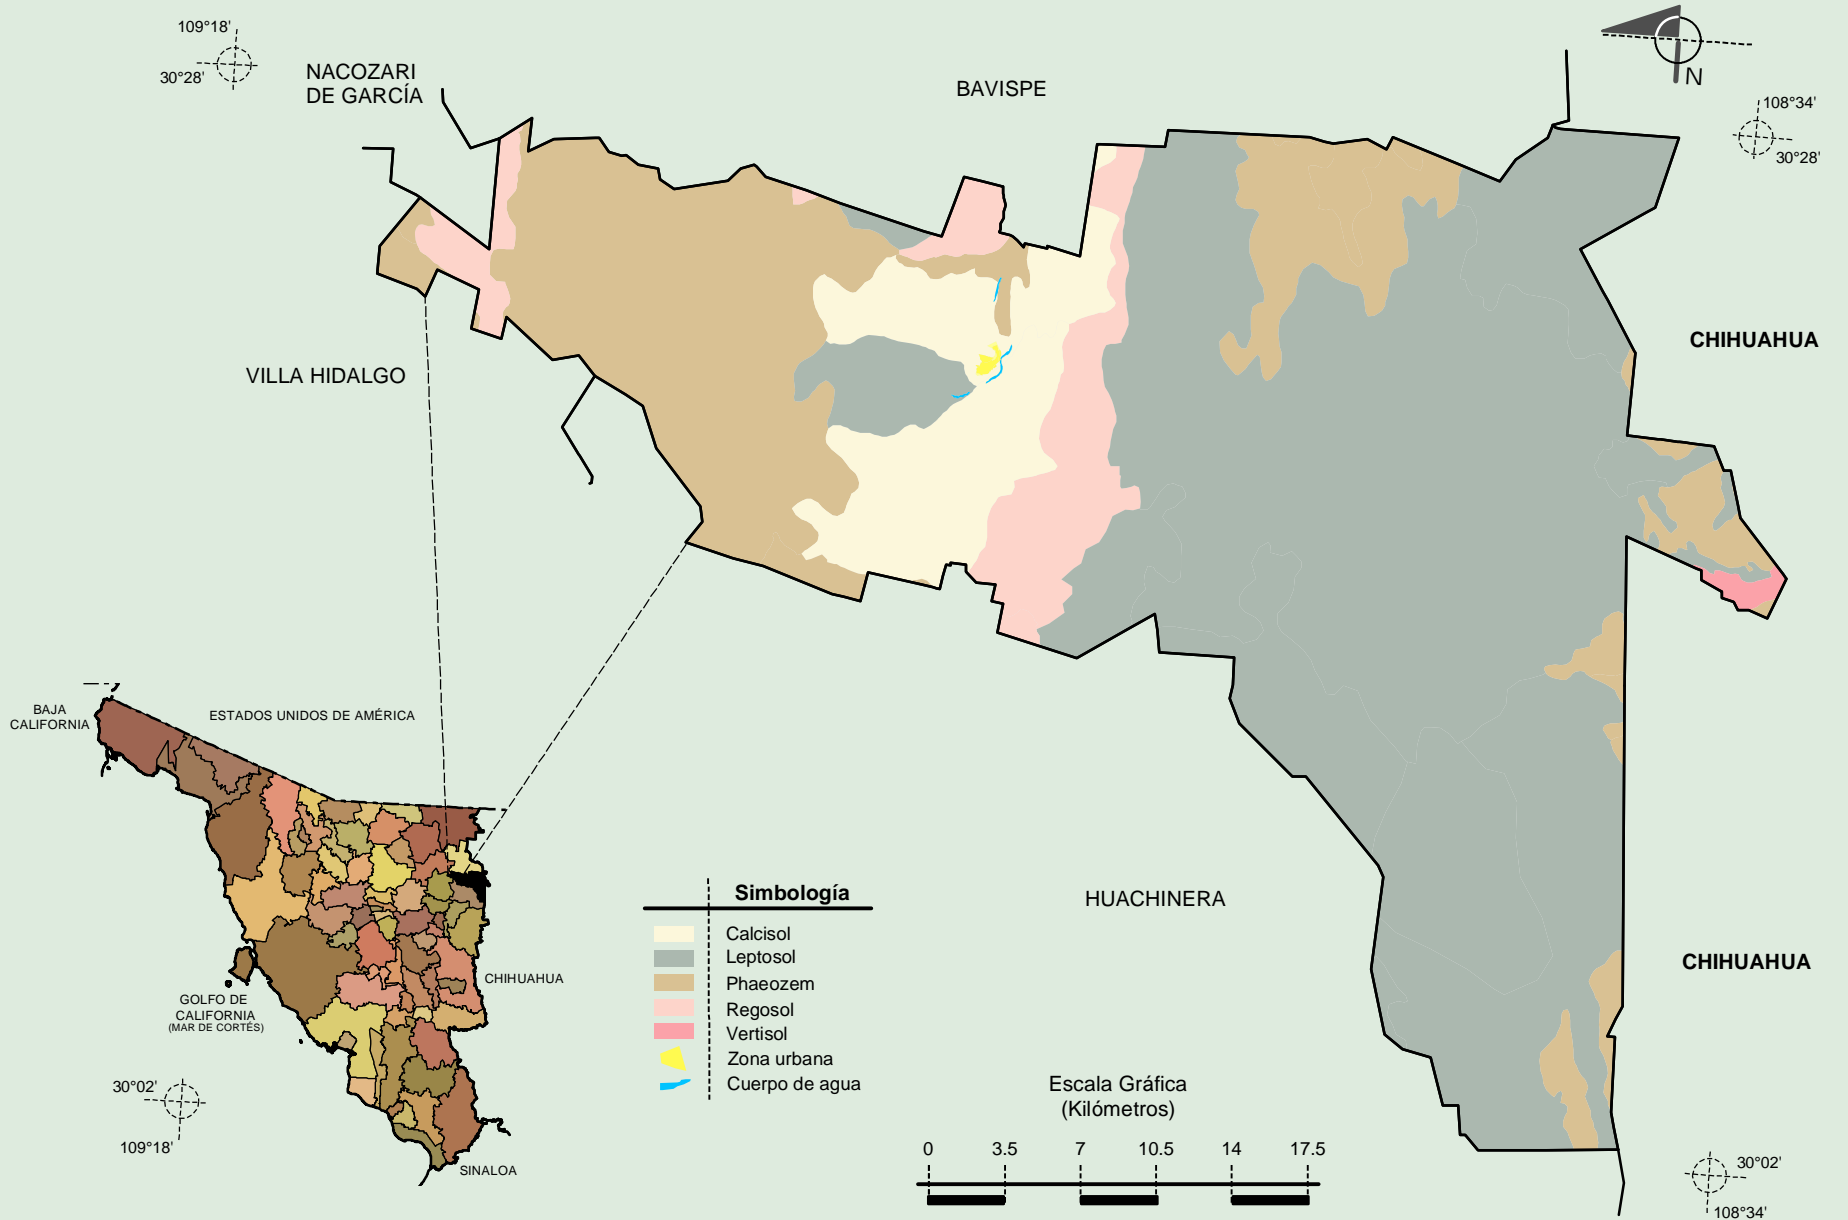 109°18'
30°28'
NACOZARI
DE GARCÍA
BAVISPE
N
108°34'
30°28'
VILLA HIDALGO
CHIHUAHUA
BAJA
CALIFORNIA
ESTADOS UNIDOS DE AMÉRICA
CHIHUAHUA
GOLFO DE
CALIFORNIA
(MAR DE CORTÉS)
SINALOA
30°02'
109°18'
Simbología
Calcisol
Leptosol
Phaeozem
Regosol
Vertisol
Zona urbana
Cuerpo de agua
HUACHINERA
CHIHUAHUA
Escala Gráfica
(Kilómetros)
0 3.5 7 10.5 14 17.5
30°02'
108°34'